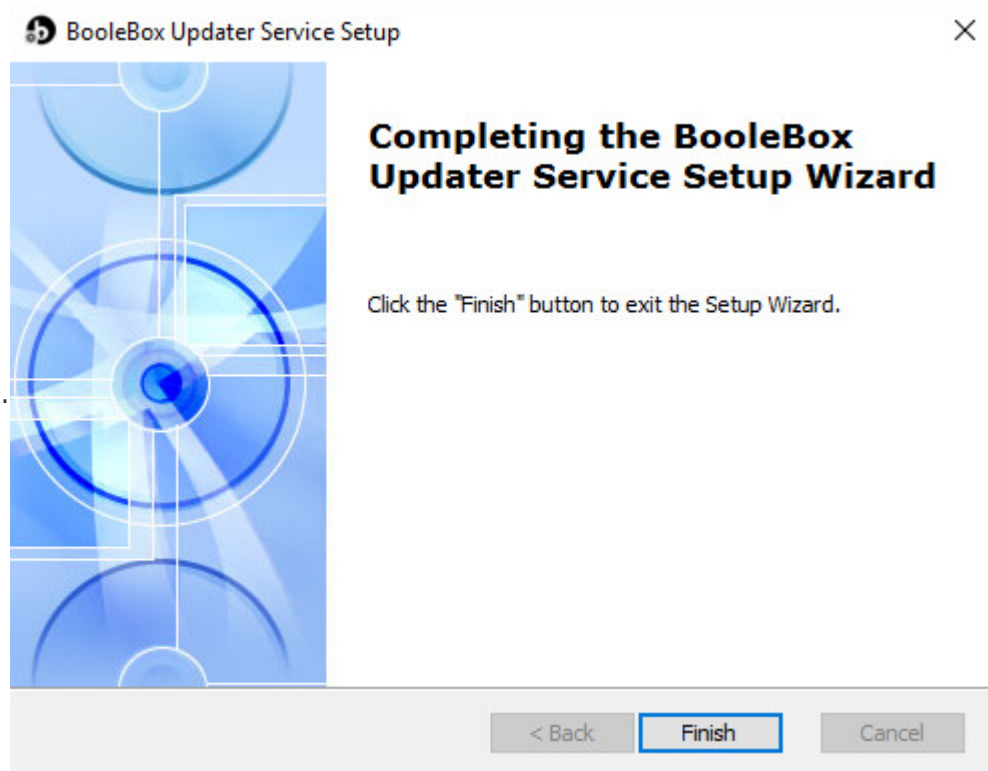 BooleBox Updater Service Setup
Completing the BooleBox
Updater Service Setup Wizard
Click the "Finish" button to exit the Setup Wizard.
< Back
Finish
Cancel